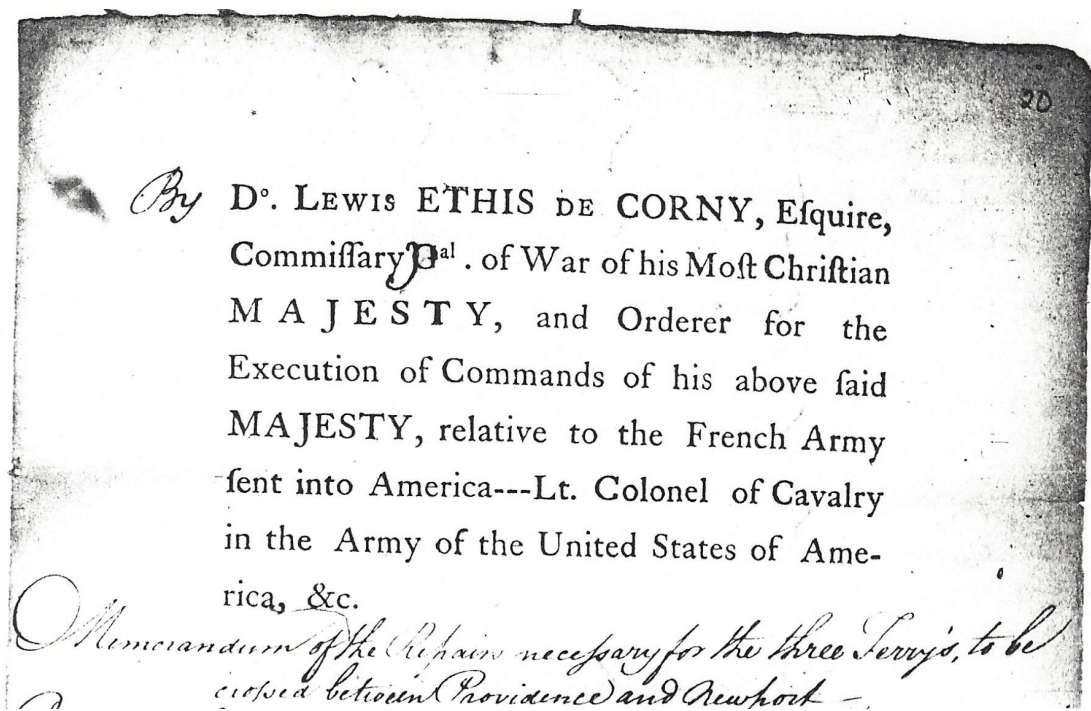 20
By Dº. LEWIS ETHIS DE CORNY, Eſquire,
Commiſſary Pᵃˡ. of War of his Moſt Chriſtian
MAJESTY, and Orderer for the
Execution of Commands of his above ſaid
MAJESTY, relative to the French Army
ſent into America---Lt. Colonel of Cavalry
in the Army of the United States of Ame-
rica, &c.
Memorandum of the Repairs neceſsary for the three Ferry's, to be
croſsed between Providence and Newport —